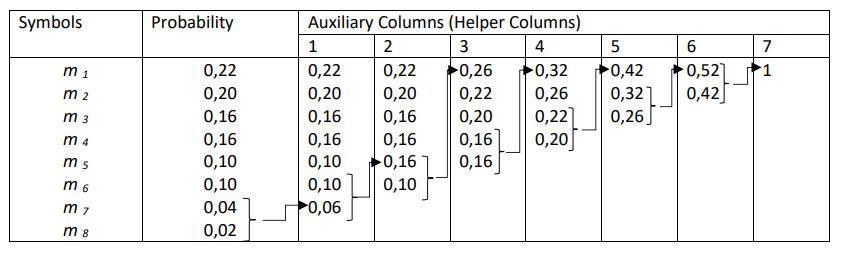 Symbols Probability Auxiliary Columns (Helper Columns)
1 2 3 4 5 6 7
m 1 0,22 0,22 0,22 0,26 0,32 0,42 0,52 1
m 2 0,20 0,20 0,20 0,22 0,26 0,32 0,42
m 3 0,16 0,16 0,16 0,20 0,22 0,26
m 4 0,16 0,16 0,16 0,16 0,20
m 5 0,10 0,10 0,16 0,16
m 6 0,10 0,10 0,10
m 7 0,04 0,06
m 8 0,02